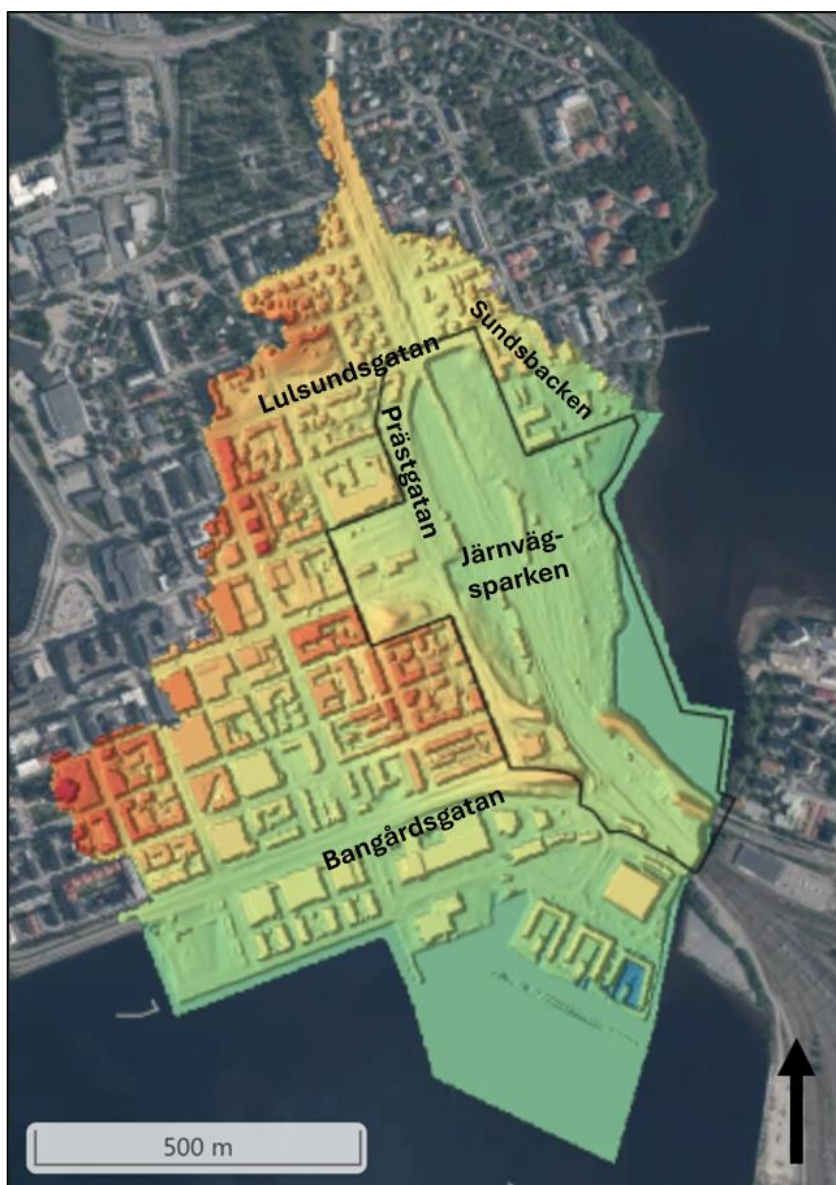 Sundsbacken
Lulsundsgatan
Prästgatan
Järnväg-
sparken
Bangårdsgatan
500 m